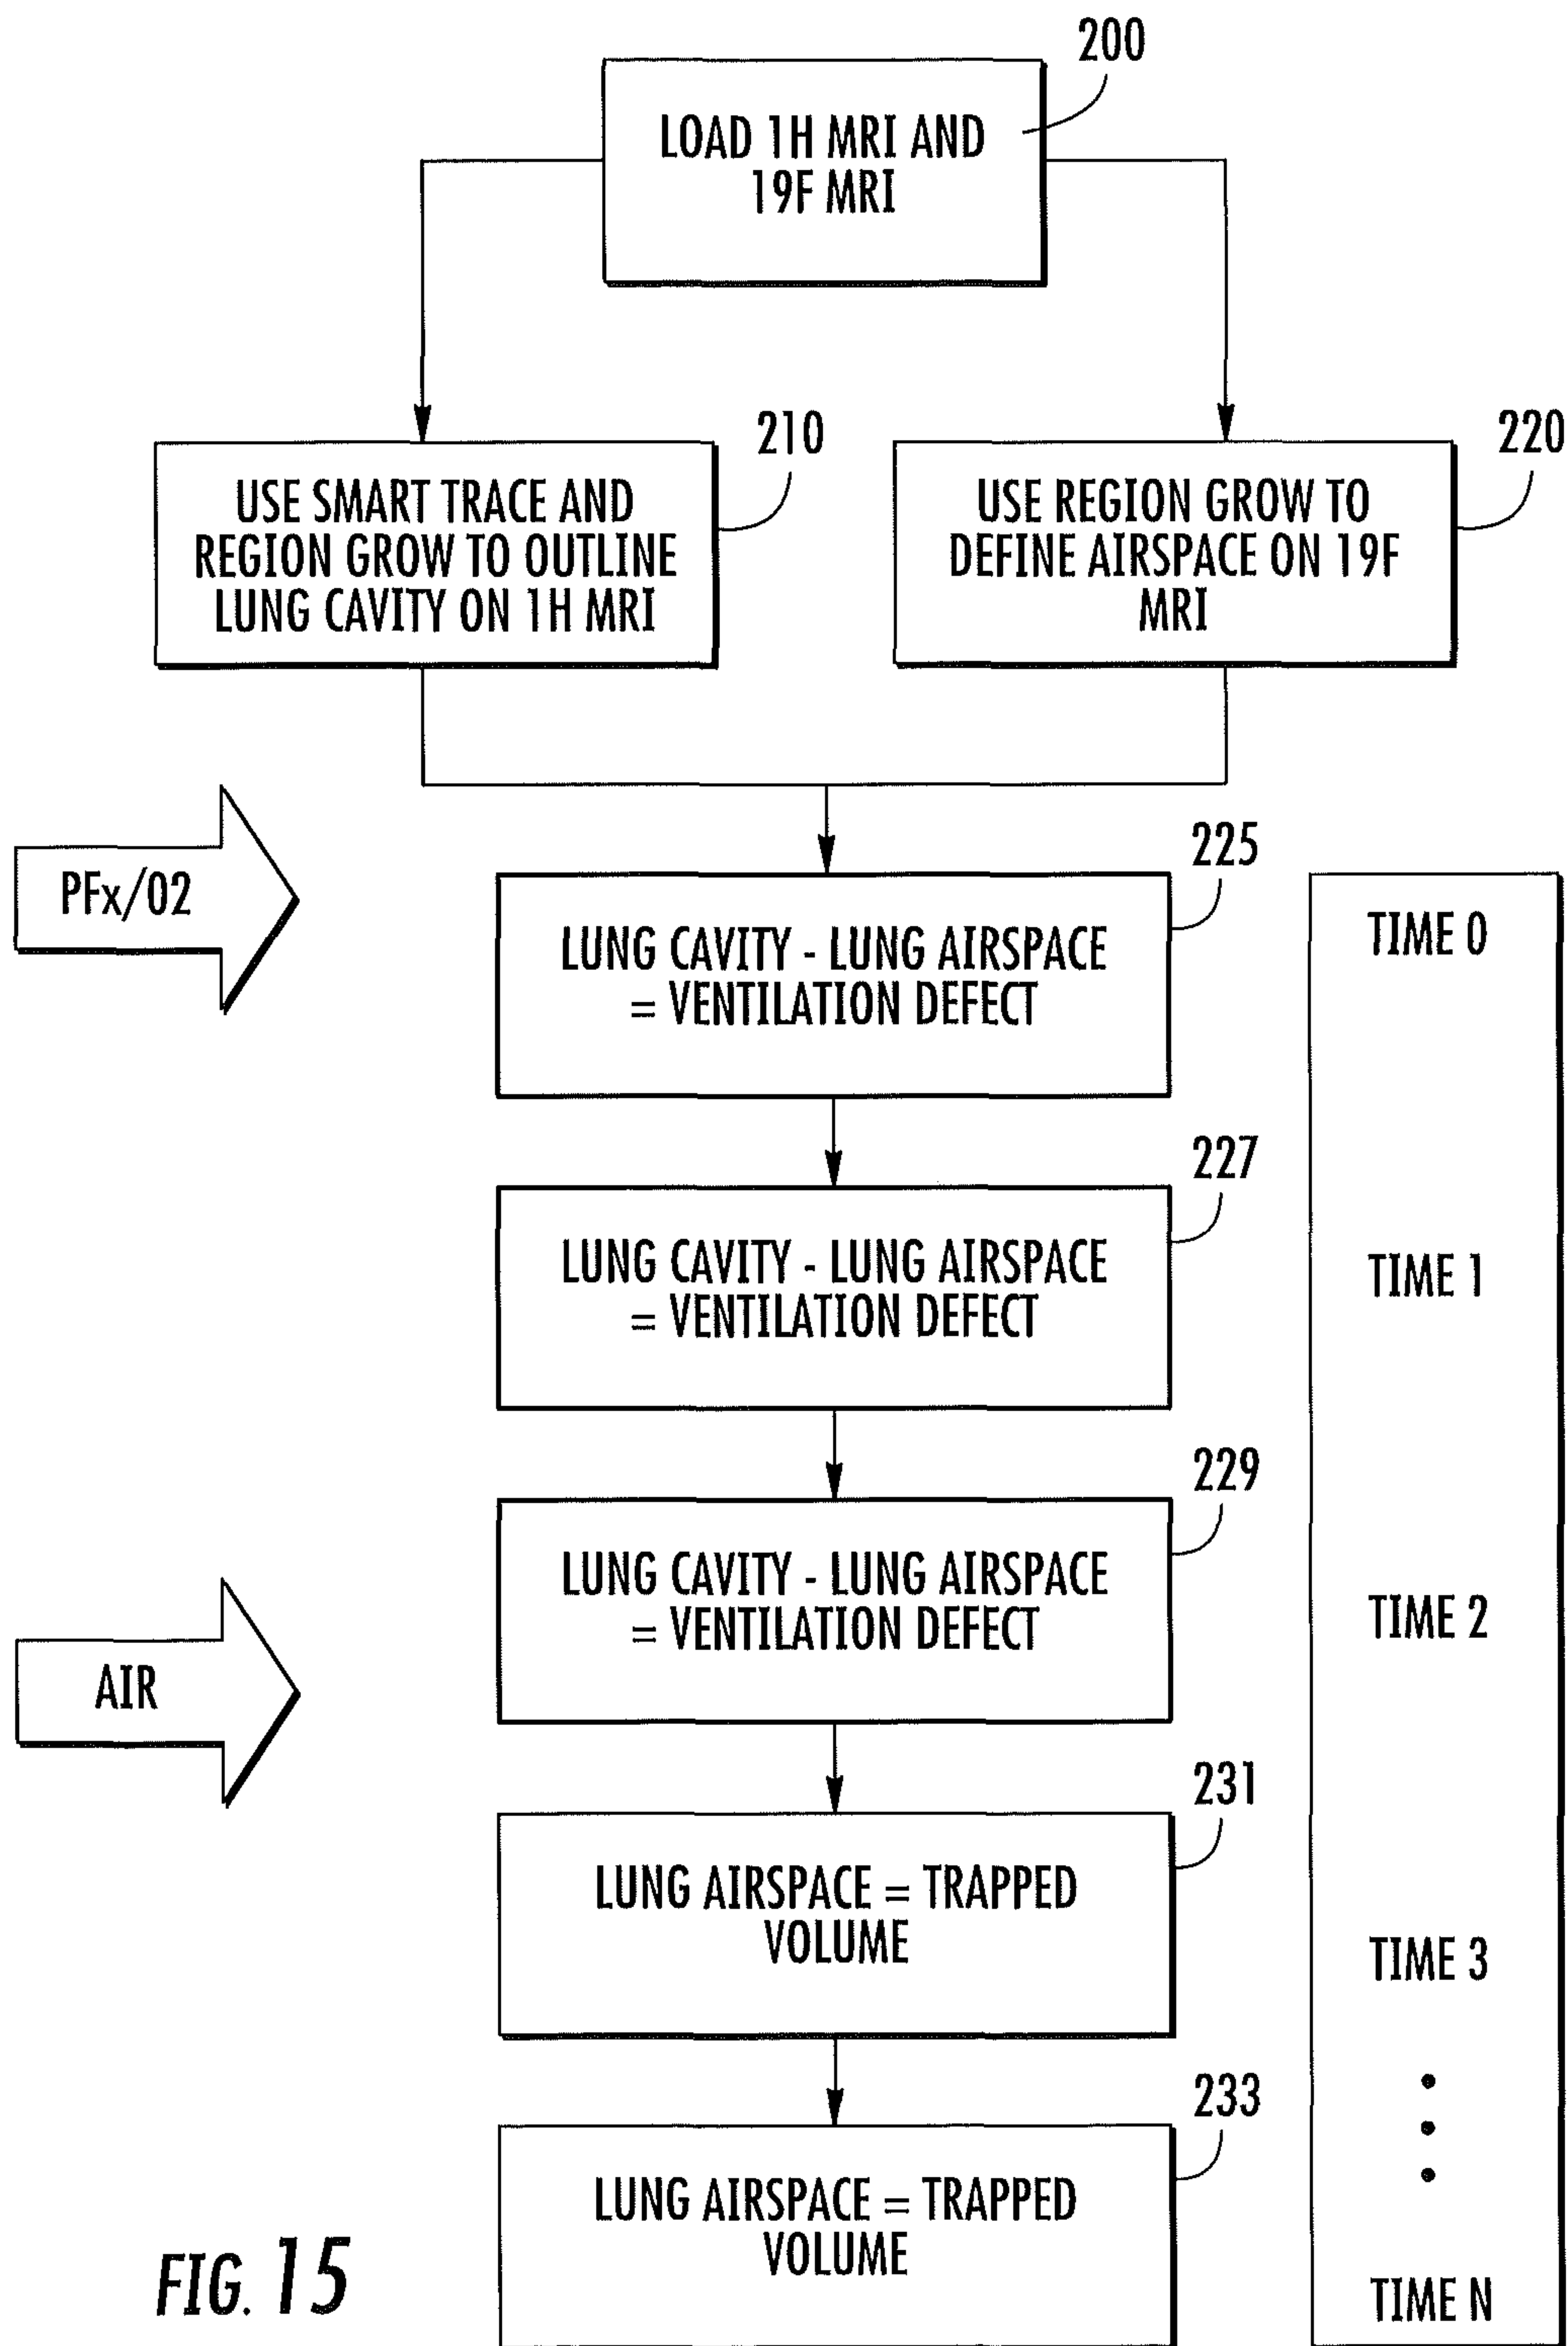 200
LOAD 1H MRI AND
19F MRI
210
USE SMART TRACE AND
REGION GROW TO OUTLINE
LUNG CAVITY ON 1H MRI
220
USE REGION GROW TO
DEFINE AIRSPACE ON 19F
MRI
PFx/02
225
LUNG CAVITY - LUNG AIRSPACE
= VENTILATION DEFECT
TIME 0
227
LUNG CAVITY - LUNG AIRSPACE
= VENTILATION DEFECT
TIME 1
229
LUNG CAVITY - LUNG AIRSPACE
= VENTILATION DEFECT
TIME 2
AIR
231
LUNG AIRSPACE = TRAPPED
VOLUME
TIME 3
233
LUNG AIRSPACE = TRAPPED
VOLUME
TIME N
FIG. 15